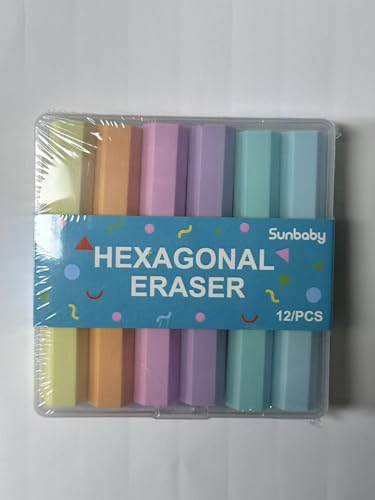 Sunbaby
HEXAGONAL
ERASER
12/PCS